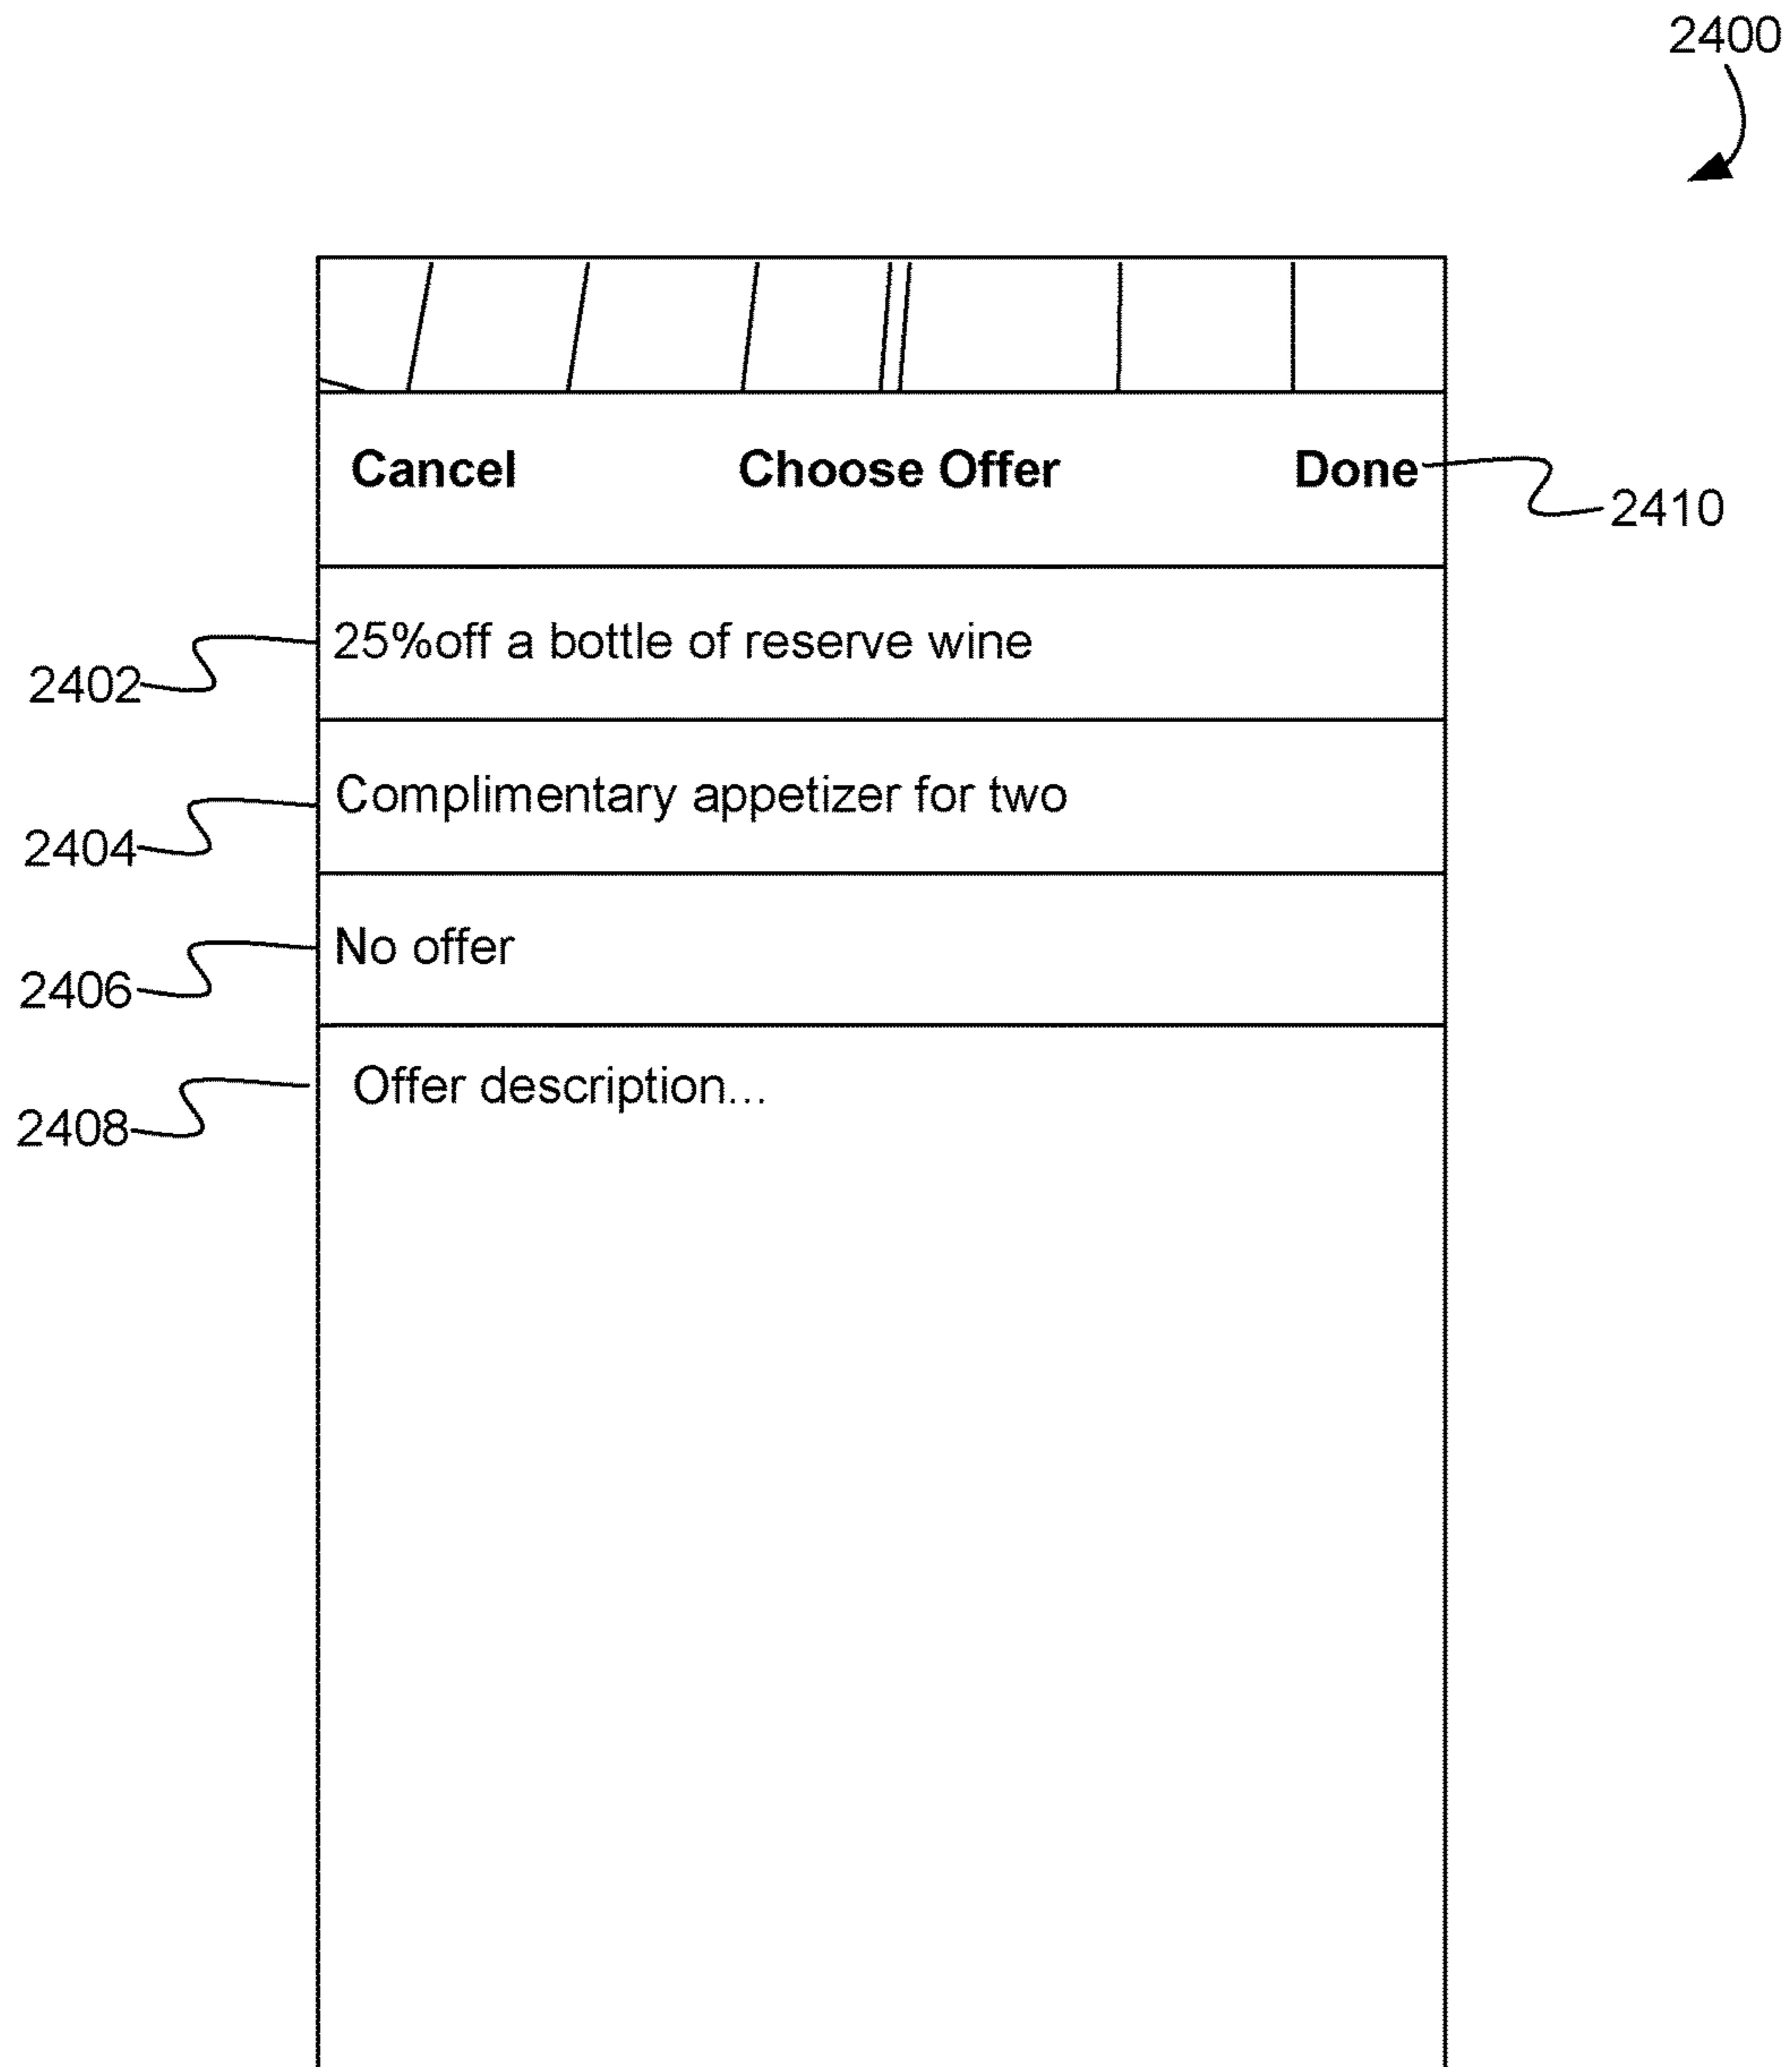 2400
Cancel Choose Offer Done
2410
25%off a bottle of reserve wine
2402
Complimentary appetizer for two
2404
No offer
2406
Offer description...
2408